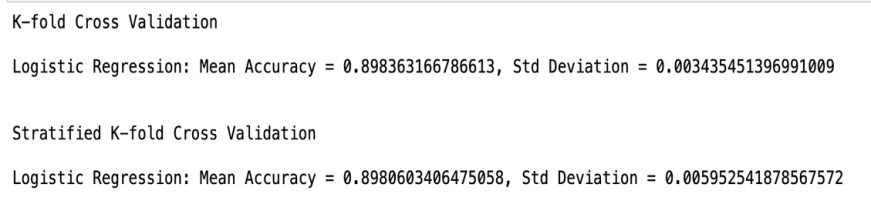 K-fold Cross Validation
Logistic Regression: Mean Accuracy = 0.898363166786613, Std Deviation = 0.003435451396991009
Stratified K-fold Cross Validation
Logistic Regression: Mean Accuracy = 0.8980603406475058, Std Deviation = 0.005952541878567572